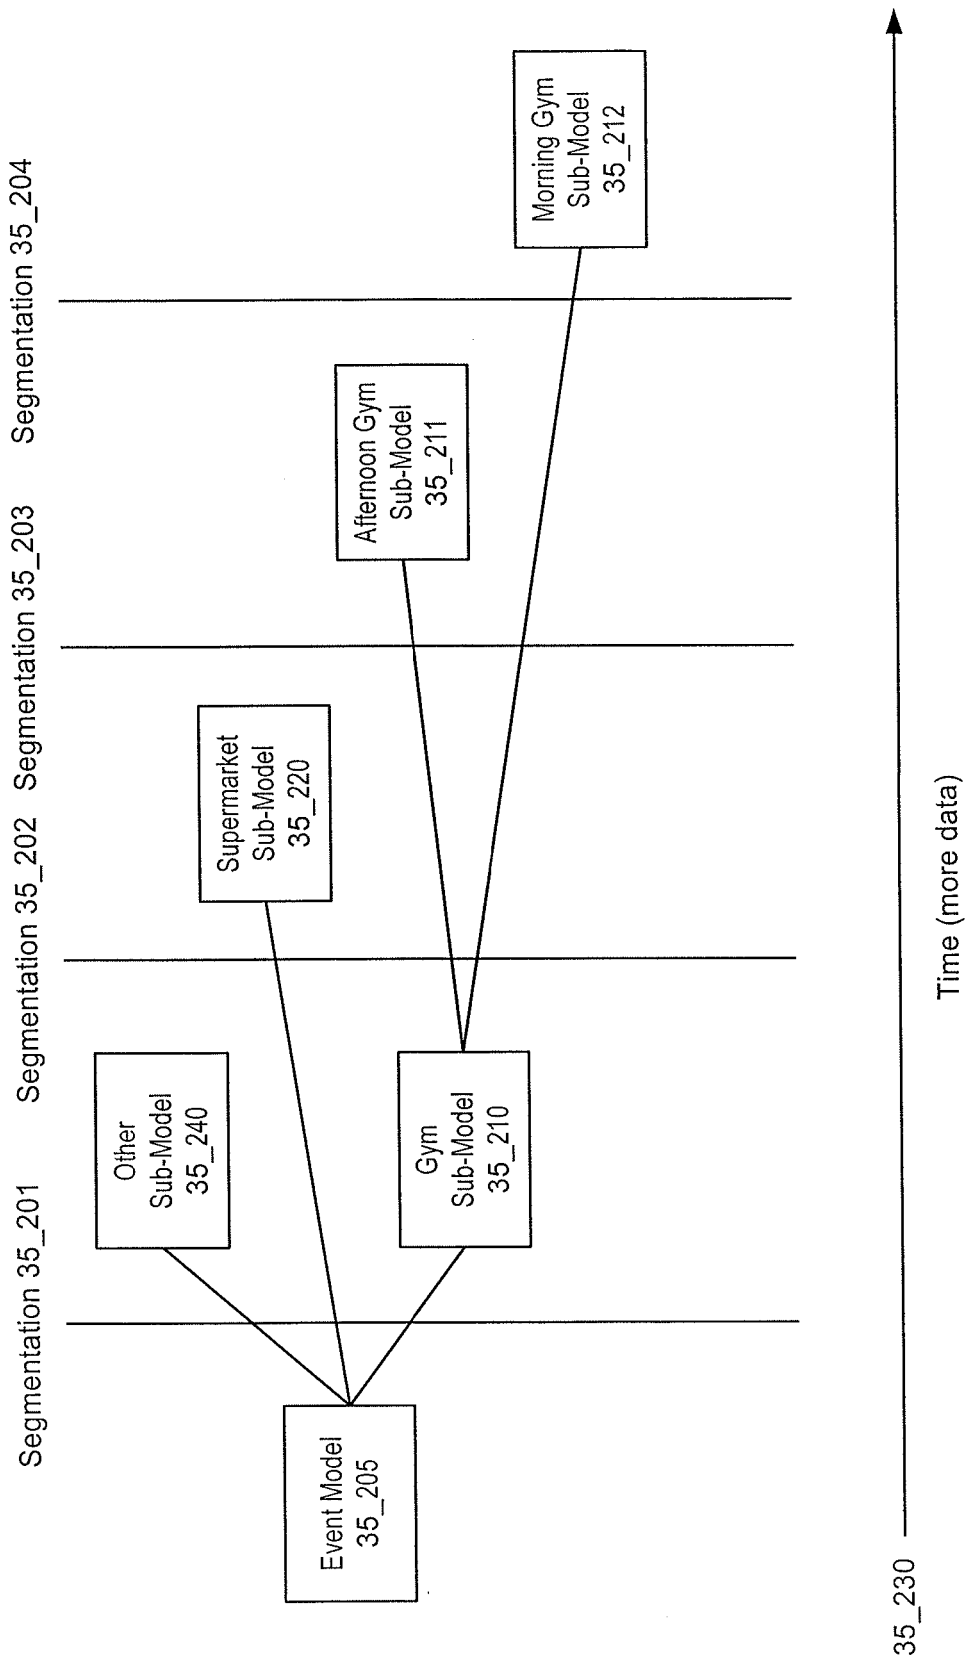 Segmentation 35_201
Segmentation 35_202
Segmentation 35_203
Segmentation 35_204
Event Model
35_205
Other
Sub-Model
35_240
Gym
Sub-Model
35_210
Supermarket
Sub-Model
35_220
Afternoon Gym
Sub-Model
35_211
Morning Gym
Sub-Model
35_212
35_230
Time (more data)